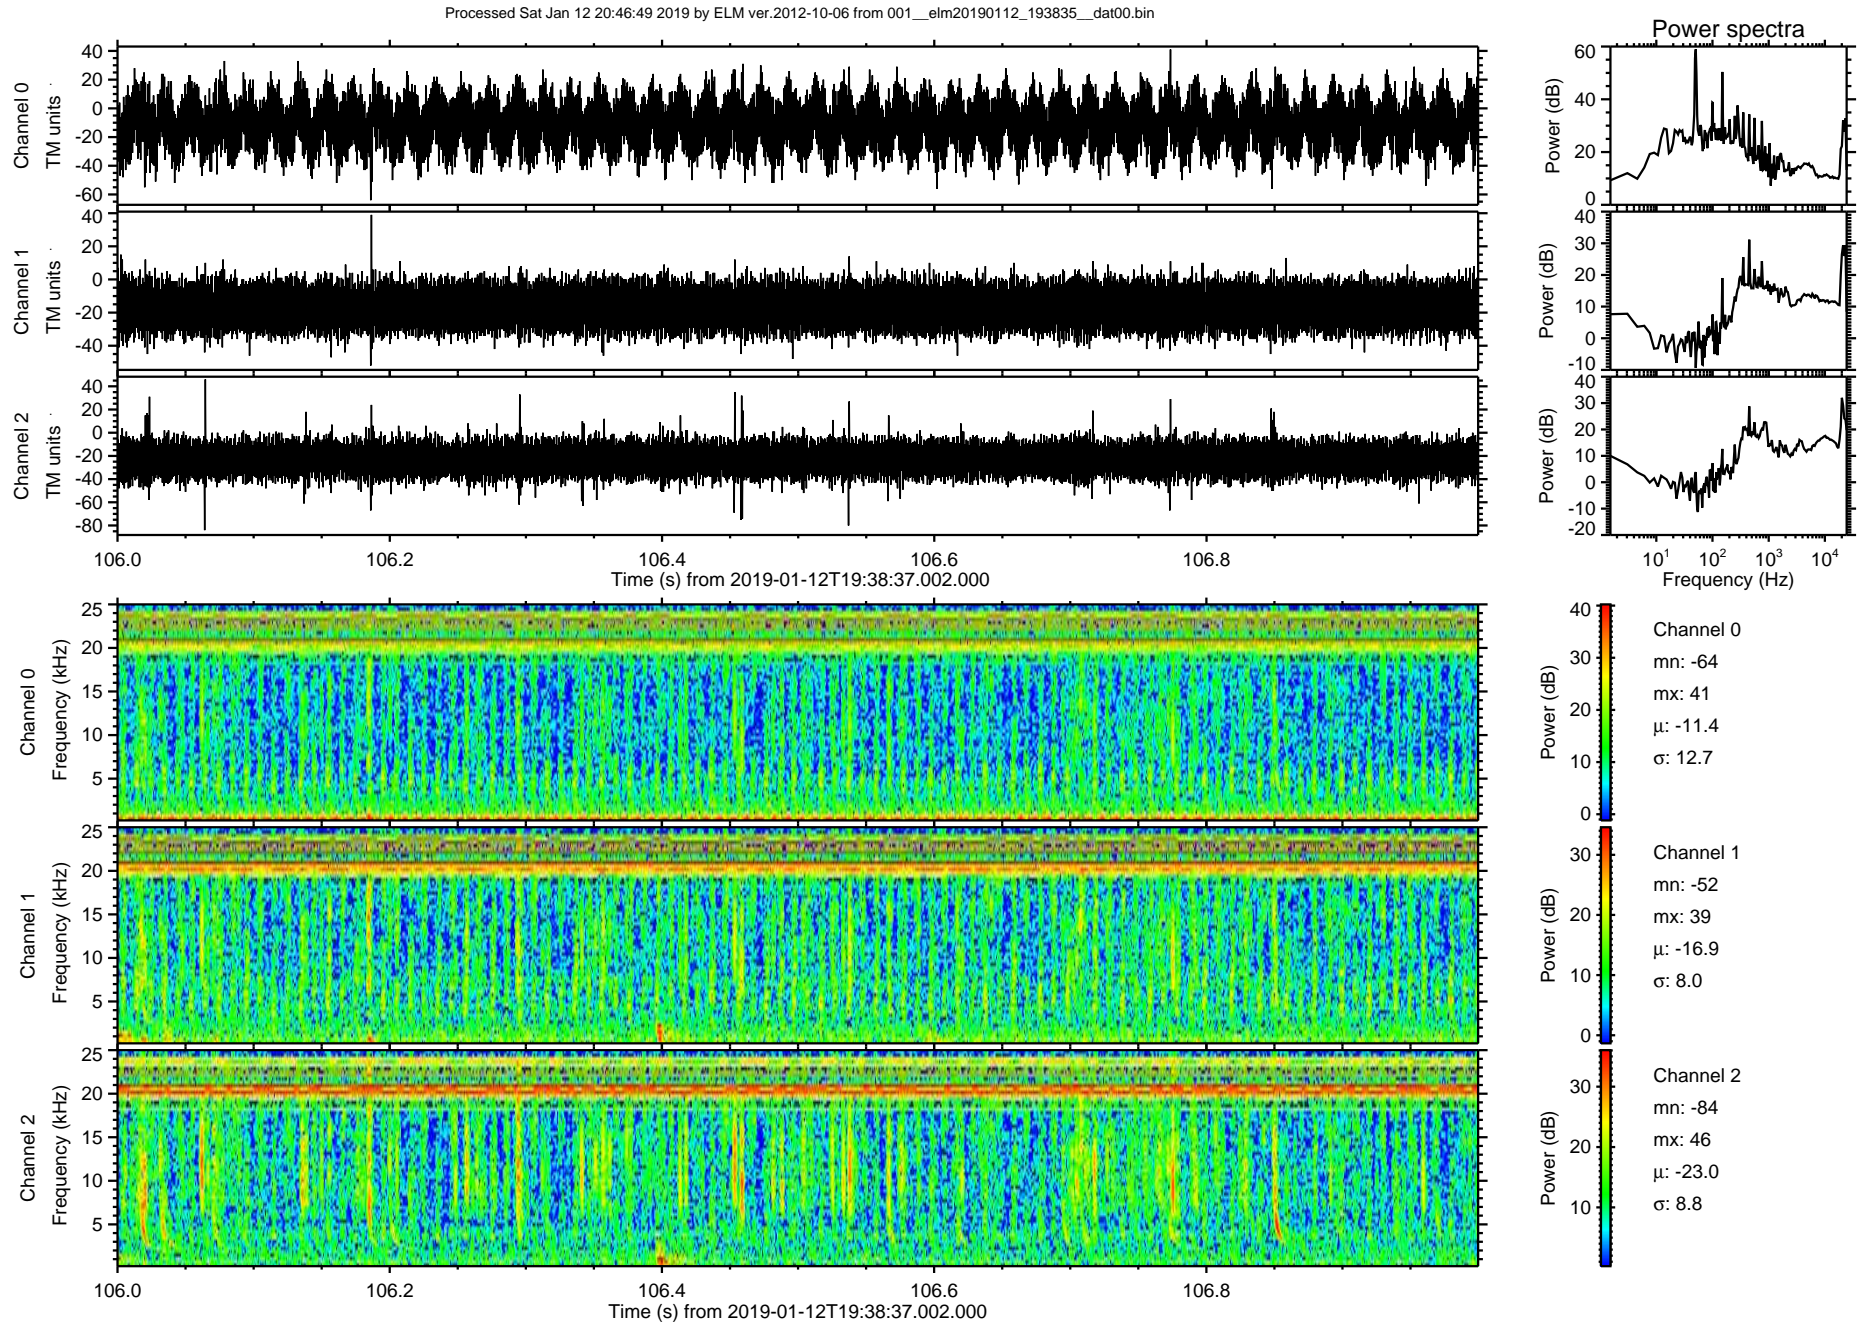 Processed Sat Jan 12 20:46:49 2019 by ELM ver.2012-10-06 from 001__elm20190112_193835__dat00.bin
Power spectra
Channel 0
TM units
40
20
0
-20
-40
-60
Power (dB)
60
40
20
0
Channel 1
TM units
40
20
0
-20
-40
Power (dB)
40
30
20
10
0
-10
Channel 2
TM units
40
20
0
-20
-40
-60
-80
Power (dB)
40
30
20
10
0
-10
-20
106.0 106.2 106.4 106.6 106.8
Time (s) from 2019-01-12T19:38:37.002.000
10^1 10^2 10^3 10^4
Frequency (Hz)
Channel 0
Frequency (kHz)
25
20
15
10
5
Power (dB)
40
30
20
10
0
Channel 0
mn: -64
mx: 41
μ: -11.4
σ: 12.7
Channel 1
Frequency (kHz)
25
20
15
10
5
Power (dB)
30
20
10
0
Channel 1
mn: -52
mx: 39
μ: -16.9
σ: 8.0
Channel 2
Frequency (kHz)
25
20
15
10
5
Power (dB)
30
20
10
Channel 2
mn: -84
mx: 46
μ: -23.0
σ: 8.8
106.0 106.2 106.4 106.6 106.8
Time (s) from 2019-01-12T19:38:37.002.000